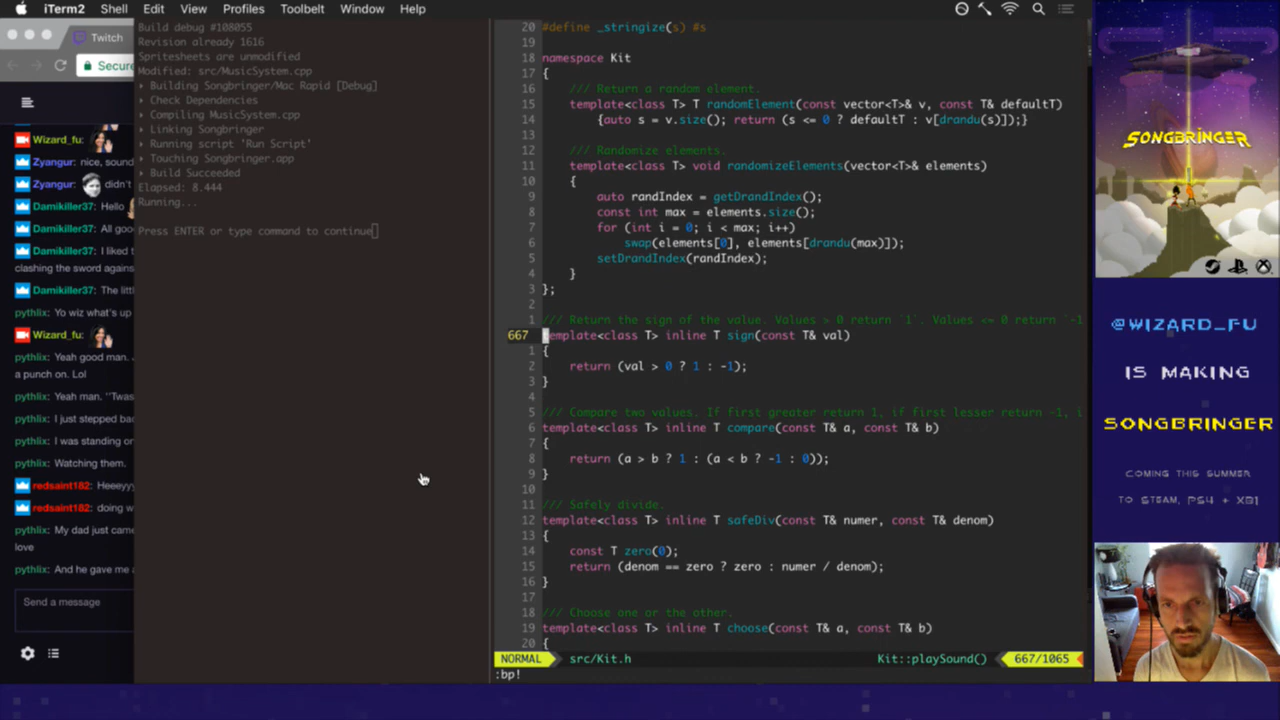 iTerm2 Shell Edit View Profiles Toolbelt Window Help
Twitch
Secure
Wizard_fu:
Zyangur: nice, sound
Zyangur: didn't
Damikiller37: Hello
Damikiller37: All good
Damikiller37: I liked t
clashing the sword agains
Damikiller37: The littl
pythlix: Yo wiz what's up
Wizard_fu:
pythlix: Yeah good man.
a punch on. Lol
pythlix: Yeah man. "Twas
pythlix: I just stepped bac
pythlix: I was standing on
pythlix: Watching them.
redsaint182: Heeeyy
redsaint182: doing w
pythlix: My dad just came
love
pythlix: And he gave me a
Send a message
Build debug #108055
Revision already 1616
Spritesheets are unmodified
Modified: src/MusicSystem.cpp
Building Songbringer/Mac Rapid [Debug]
Check Dependencies
Compiling MusicSystem.cpp
Linking Songbringer
Running script 'Run Script'
Touching Songbringer.app
Build Succeeded
Elapsed: 8.444
Running...
Press ENTER or type command to continue
20 #define _stringize(s) #s
19
18 namespace Kit
17 {
16 /// Return a random element.
15 template<class T> T randomElement(const vector<T>& v, const T& defaultT)
14 {auto s = v.size(); return (s <= 0 ? defaultT : v[drandu(s)]);}
13
12 /// Randomize elements.
11 template<class T> void randomizeElements(vector<T>& elements)
10 {
9 auto randIndex = getDrandIndex();
8 const int max = elements.size();
7 for (int i = 0; i < max; i++)
6 swap(elements[0], elements[drandu(max)]);
5 setDrandIndex(randIndex);
4 }
3 };
2
1 /// Return the sign of the value. Values > 0 return `1`. Values <= 0 return `-1
667 template<class T> inline T sign(const T& val)
1 {
2 return (val > 0 ? 1 : -1);
3 }
4
5 /// Compare two values. If first greater return 1, if first lesser return -1, i
6 template<class T> inline T compare(const T& a, const T& b)
7 {
8 return (a > b ? 1 : (a < b ? -1 : 0));
9 }
10
11 /// Safely divide.
12 template<class T> inline T safeDiv(const T& numer, const T& denom)
13 {
14 const T zero(0);
15 return (denom == zero ? zero : numer / denom);
16 }
17
18 /// Choose one or the other.
19 template<class T> inline T choose(const T& a, const T& b)
20 {
NORMAL src/Kit.h Kit::playSound() 667/1065
:bp!
SONGBRINGER
@WIZARD_FU
IS MAKING
SONGBRINGER
COMING THIS SUMMER
TO STEAM, PS4 + XB1